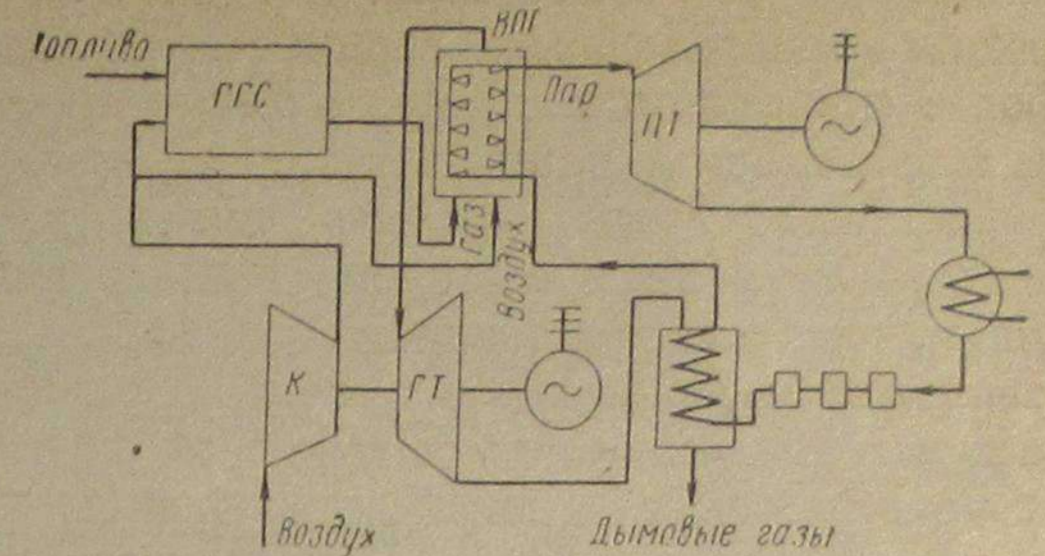 Топливо
ГГС
ВПГ
Пар
ПТ
Газ
Воздух
К
ГТ
Воздух
Дымовые газы